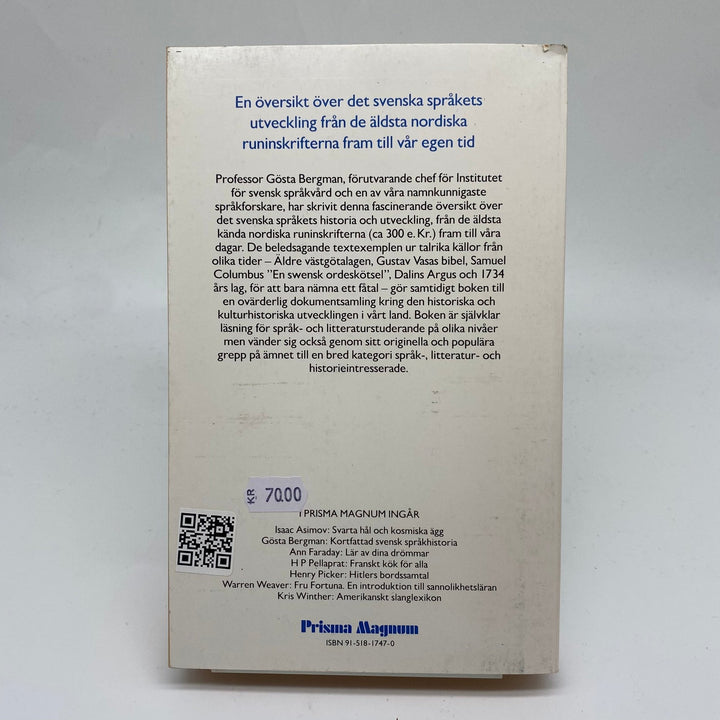 En översikt över det svenska språkets
utveckling från de äldsta nordiska
runinskrifterna fram till vår egen tid
Professor Gösta Bergman, förutvarande chef för Institutet
för svensk språkvård och en av våra namnkunnigaste
språkforskare, har skrivit denna fascinerande översikt över
det svenska språkets historia och utveckling, från de äldsta
kända nordiska runinskrifterna (ca 300 e. Kr.) fram till våra
dagar. De beledsagande textexemplen ur talrika källor från
olika tider – Äldre västgötalagen, Gustav Vasas bibel, Samuel
Columbus "En swensk ordeskötsel", Dalins Argus och 1734
års lag, för att bara nämna ett fåtal – gör samtidigt boken till
en ovärderlig dokumentsamling kring den historiska och
kulturhistoriska utvecklingen i vårt land. Boken är självklar
läsning för språk- och litteraturstuderande på olika nivåer
men vänder sig också genom sitt originella och populära
grepp på ämnet till en bred kategori språk-, litteratur- och
historieintresserade.
KR 70.00
I PRISMA MAGNUM INGÅR
Isaac Asimov: Svarta hål och kosmiska ägg
Gösta Bergman: Kortfattad svensk språkhistoria
Ann Faraday: Lär av dina drömmar
H P Pellaprat: Franskt kök för alla
Henry Picker: Hitlers bordssamtal
Warren Weaver: Fru Fortuna. En introduktion till sannolikhetsläran
Kris Winther: Amerikanskt slanglexikon
Prisma Magnum
ISBN 91-518-1747-0